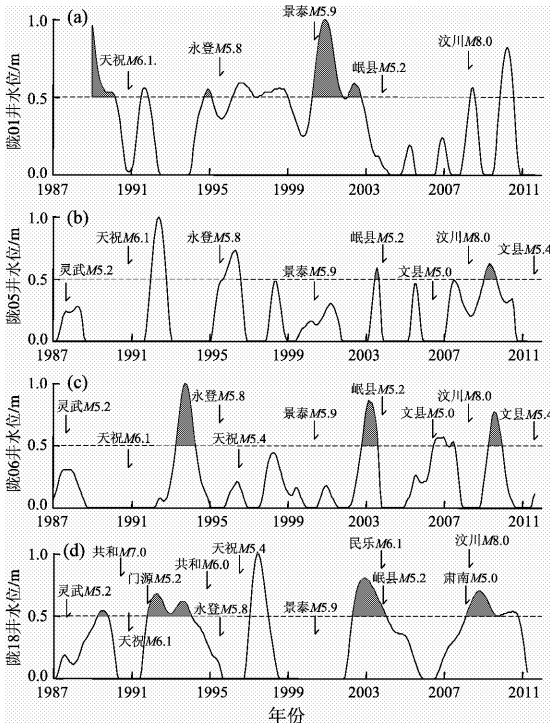 (a)
景泰M5.9
天祝M6.1.
永登M5.8
汶川M8.0
岷县M5.2
陇01井水位/m
1.0
0.5
0.0
1987 1991 1995 1999 2003 2007 2011
(b)
天祝M6.1
永登M5.8
岷县M5.2
汶川M8.0
文县M5.4
灵武M5.2
景泰M5.9
文县M5.0
陇05井水位/m
1.0
0.5
0.0
1987 1991 1995 1999 2003 2007 2011
(c)
岷县M5.2
灵武M5.2
永登M5.8
景泰M5.9
文县M5.0
汶川M8.0
文县M5.4
天祝M6.1
天祝M5.4
陇06井水位/m
1.0
0.5
0.0
1987 1991 1995 1999 2003 2007 2011
(d)
共和M7.0
天祝M5.4
民乐M6.1
汶川M8.0
灵武M5.2
门源M5.2
共和M6.0
岷县M5.2
肃南M5.0
天祝M6.1
永登M5.8
景泰M5.9
陇18井水位/m
1.0
0.5
0.0
1987 1991 1995 1999 2003 2007 2011
年份